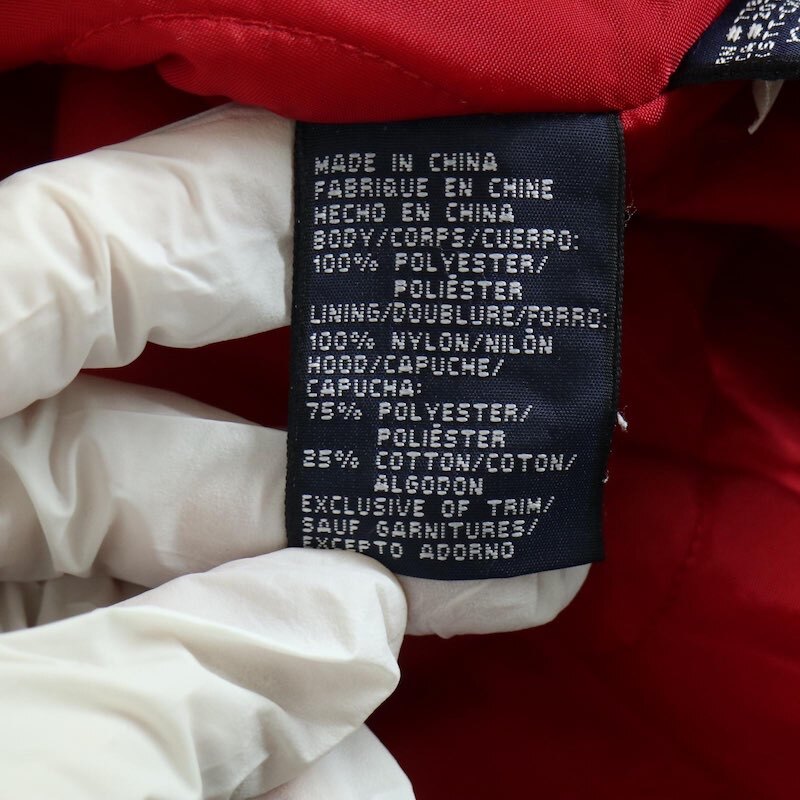 MADE IN CHINA
FABRIQUE EN CHINE
HECHO EN CHINA
BODY/CORPS/CUERPO:
100% POLYESTER/
POLIÉSTER
LINING/DOUBLURE/FORRO:
100% NYLON/NILÓN
HOOD/CAPUCHE/
CAPUCHA:
75% POLYESTER/
POLIÉSTER
25% COTTON/COTON/
ALGODON
EXCLUSIVE OF TRIM/
SAUF GARNITURES/
EXCEPTO ADORNO